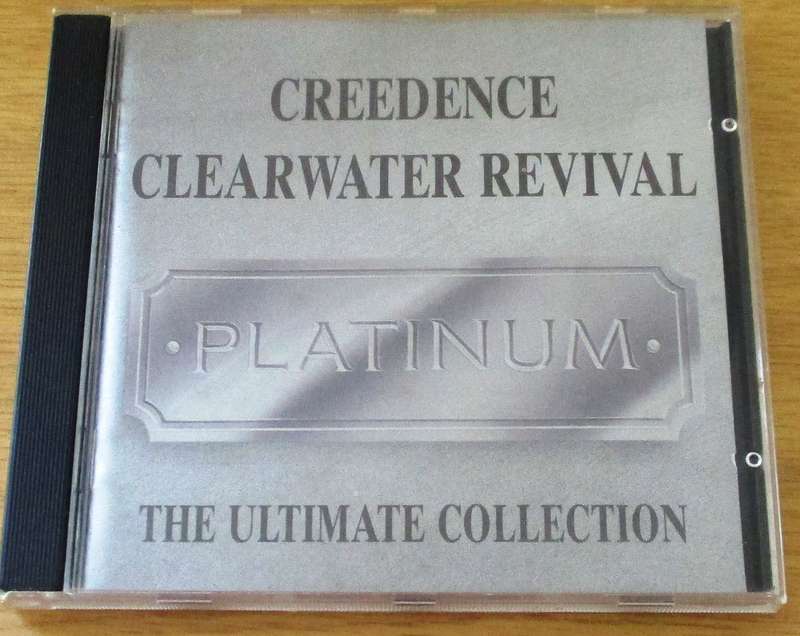 CREEDENCE
CLEARWATER REVIVAL
· PLATINUM ·
THE ULTIMATE COLLECTION